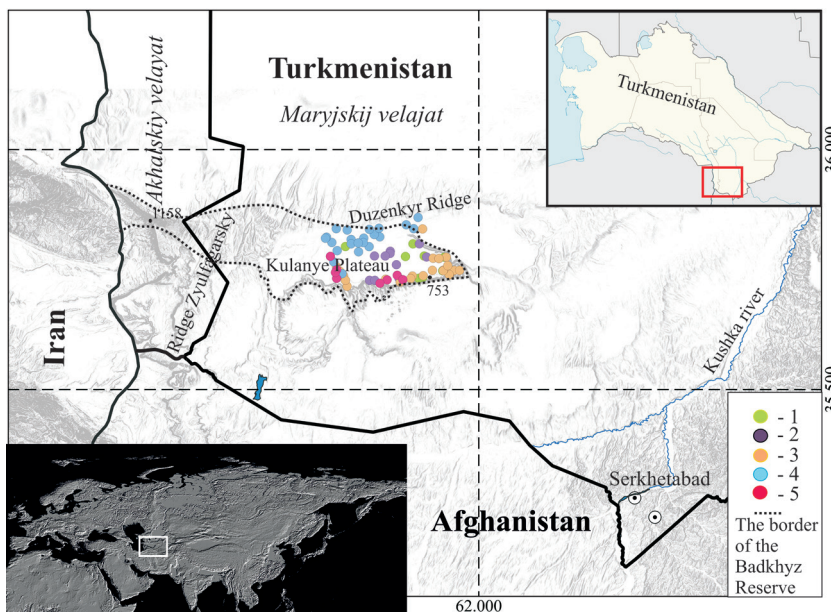 Turkmenistan
Maryjskij velajat
Akhalskiy velayat
Turkmenistan
36.000
1158
Duzenkyr Ridge
Kulanye Plateau
753
Ridge Zyulfagarsky
Iran
Kushka river
35.500
- 1
- 2
- 3
- 4
- 5
The border
of the
Badkhyz
Reserve
Serkhetabad
Afghanistan
62.000